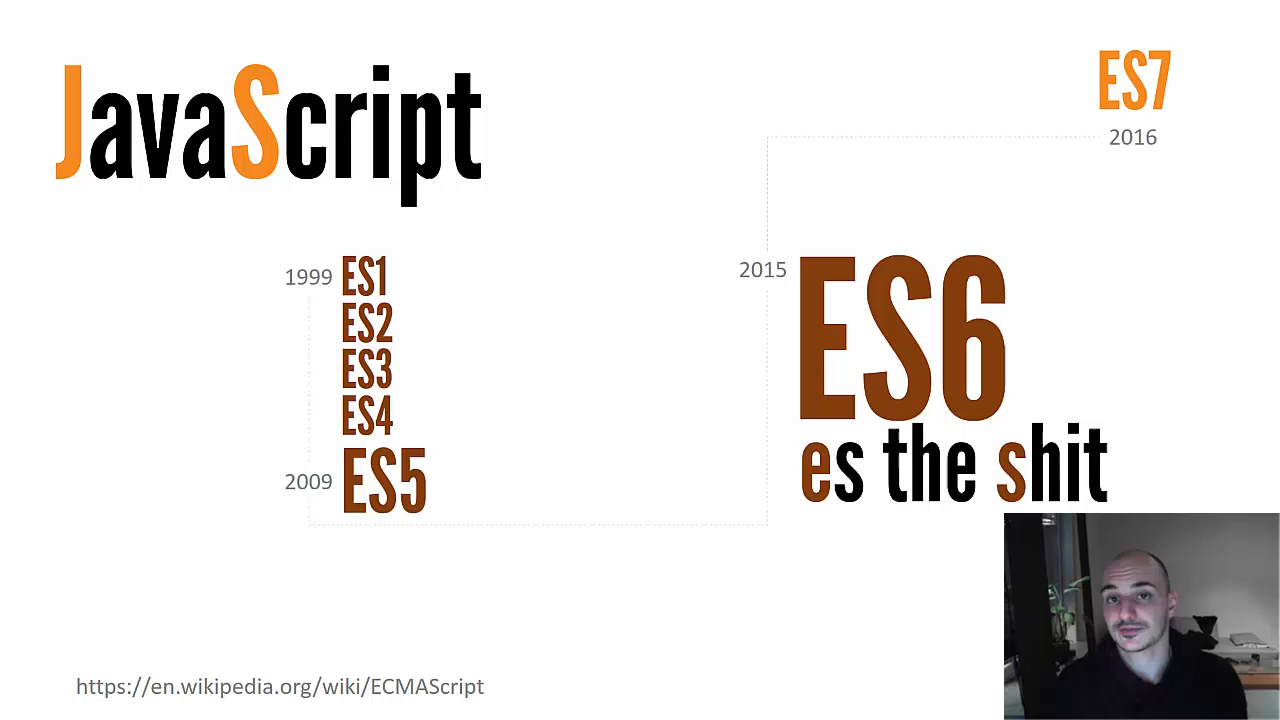 JavaScript
ES7
2016
1999 ES1
ES2
ES3
ES4
2009 ES5
2015 ES6
es the shit
https://en.wikipedia.org/wiki/ECMAScript